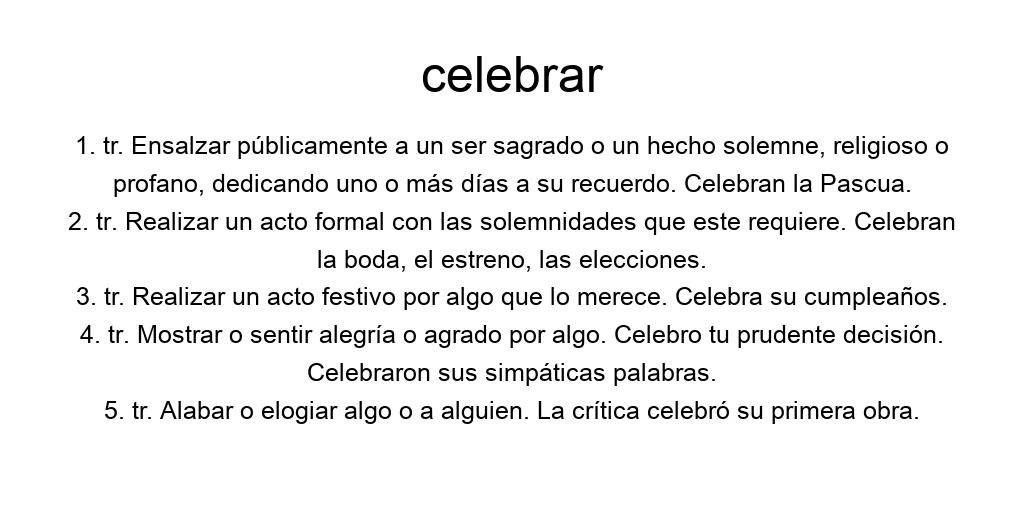 celebrar
1. tr. Ensalzar públicamente a un ser sagrado o un hecho solemne, religioso o
profano, dedicando uno o más días a su recuerdo. Celebran la Pascua.
2. tr. Realizar un acto formal con las solemnidades que este requiere. Celebran
la boda, el estreno, las elecciones.
3. tr. Realizar un acto festivo por algo que lo merece. Celebra su cumpleaños.
4. tr. Mostrar o sentir alegría o agrado por algo. Celebro tu prudente decisión.
Celebraron sus simpáticas palabras.
5. tr. Alabar o elogiar algo o a alguien. La crítica celebró su primera obra.